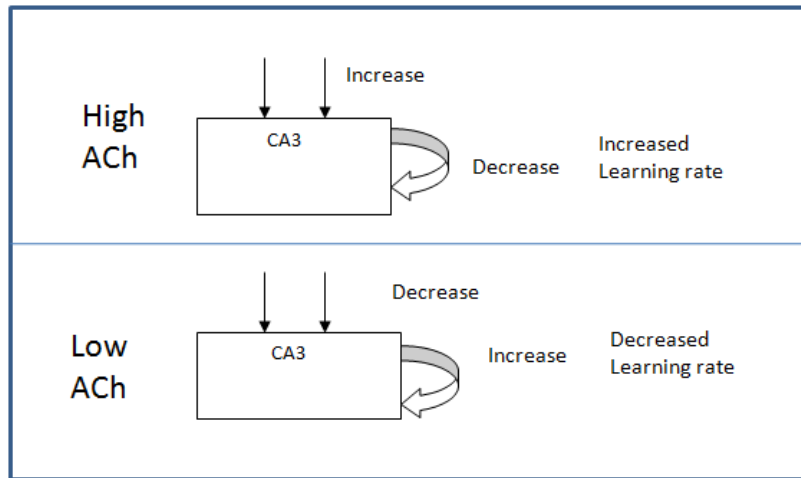 High
ACh
Increase
CA3
Decrease
Increased
Learning rate
Low
ACh
Decrease
CA3
Increase
Decreased
Learning rate